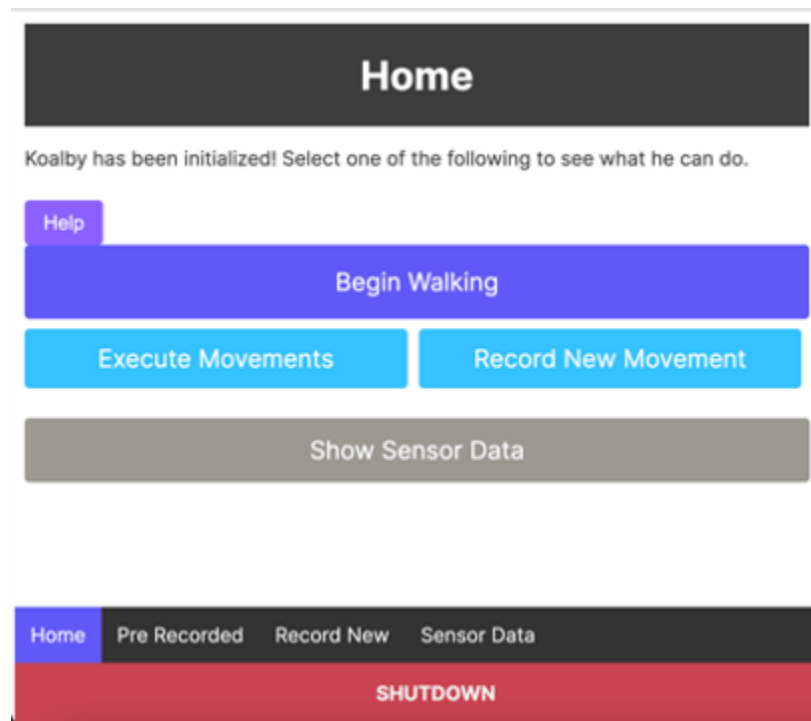 Home
Koalby has been initialized! Select one of the following to see what he can do.
Help
Begin Walking
Execute Movements
Record New Movement
Show Sensor Data
Home Pre Recorded Record New Sensor Data
SHUTDOWN